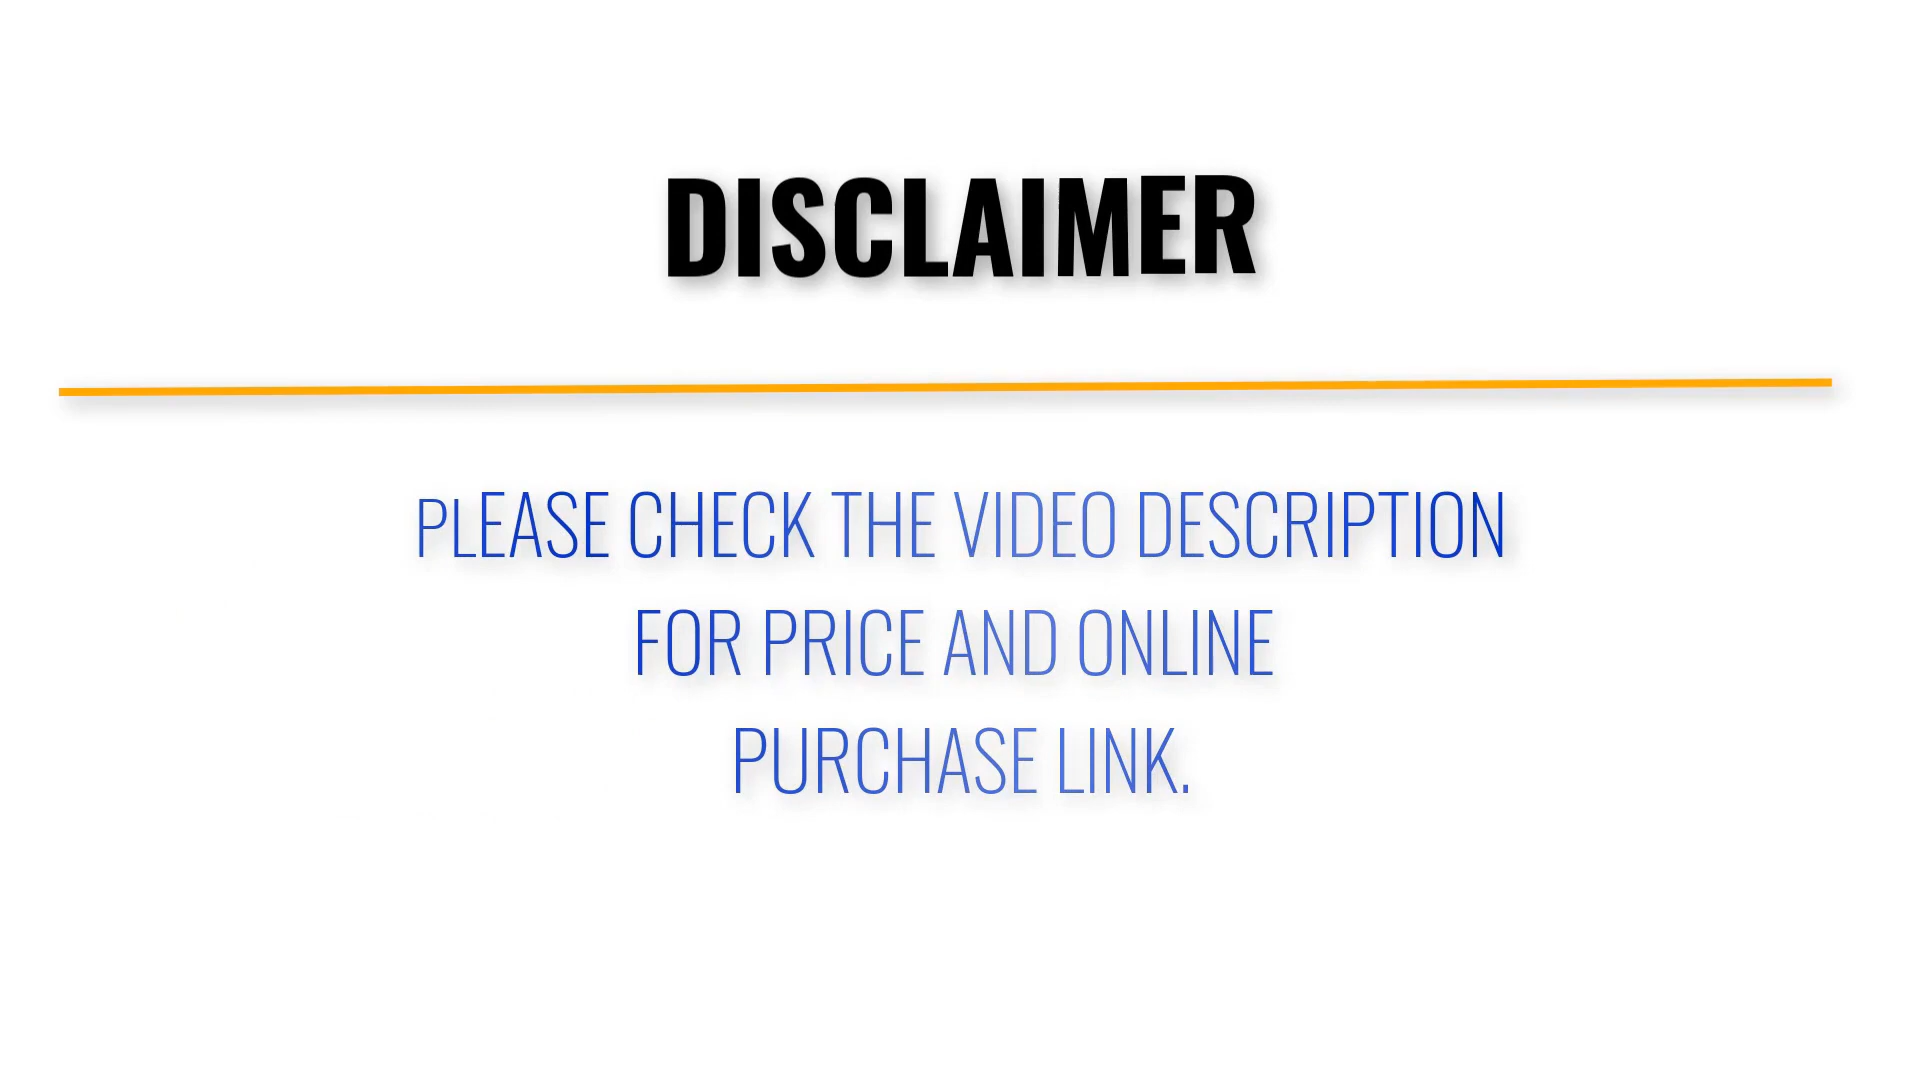 DISCLAIMER
PLEASE CHECK THE VIDEO DESCRIPTION
FOR PRICE AND ONLINE
PURCHASE LINK.